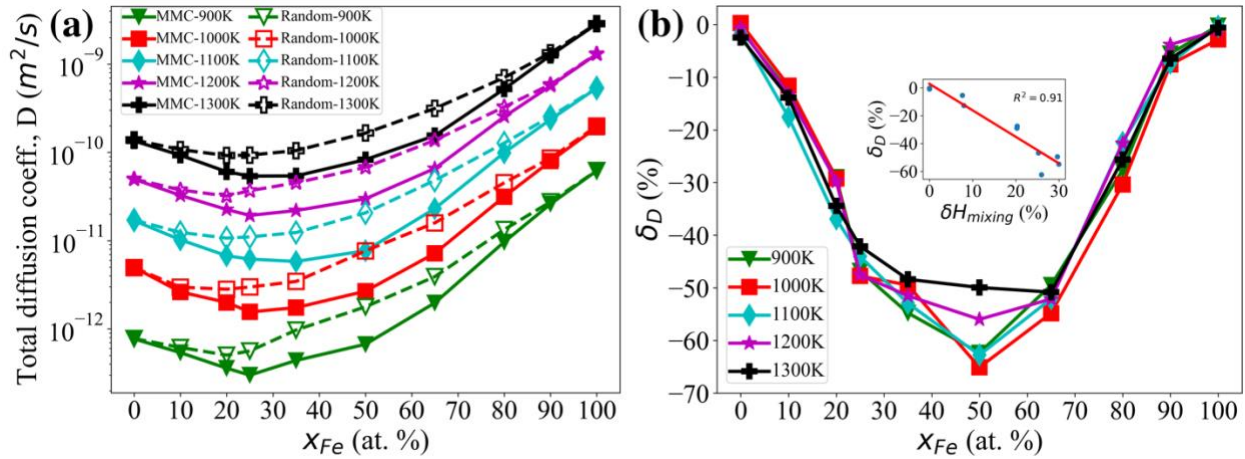 (a)
MMC-900K
MMC-1000K
MMC-1100K
MMC-1200K
MMC-1300K
Random-900K
Random-1000K
Random-1100K
Random-1200K
Random-1300K
Total diffusion coeff., D (m²/s)
10⁻⁹
10⁻¹⁰
10⁻¹¹
10⁻¹²
0 10 20 30 40 50 60 70 80 90 100
x_Fe (at. %)
(b)
δ_D (%)
0
−10
−20
−30
−40
−50
−60
−70
R² = 0.91
δ_D (%)
0
−20
−40
−60
0 10 20 30
δH_mixing (%)
900K
1000K
1100K
1200K
1300K
0 10 20 30 40 50 60 70 80 90 100
x_Fe (at. %)